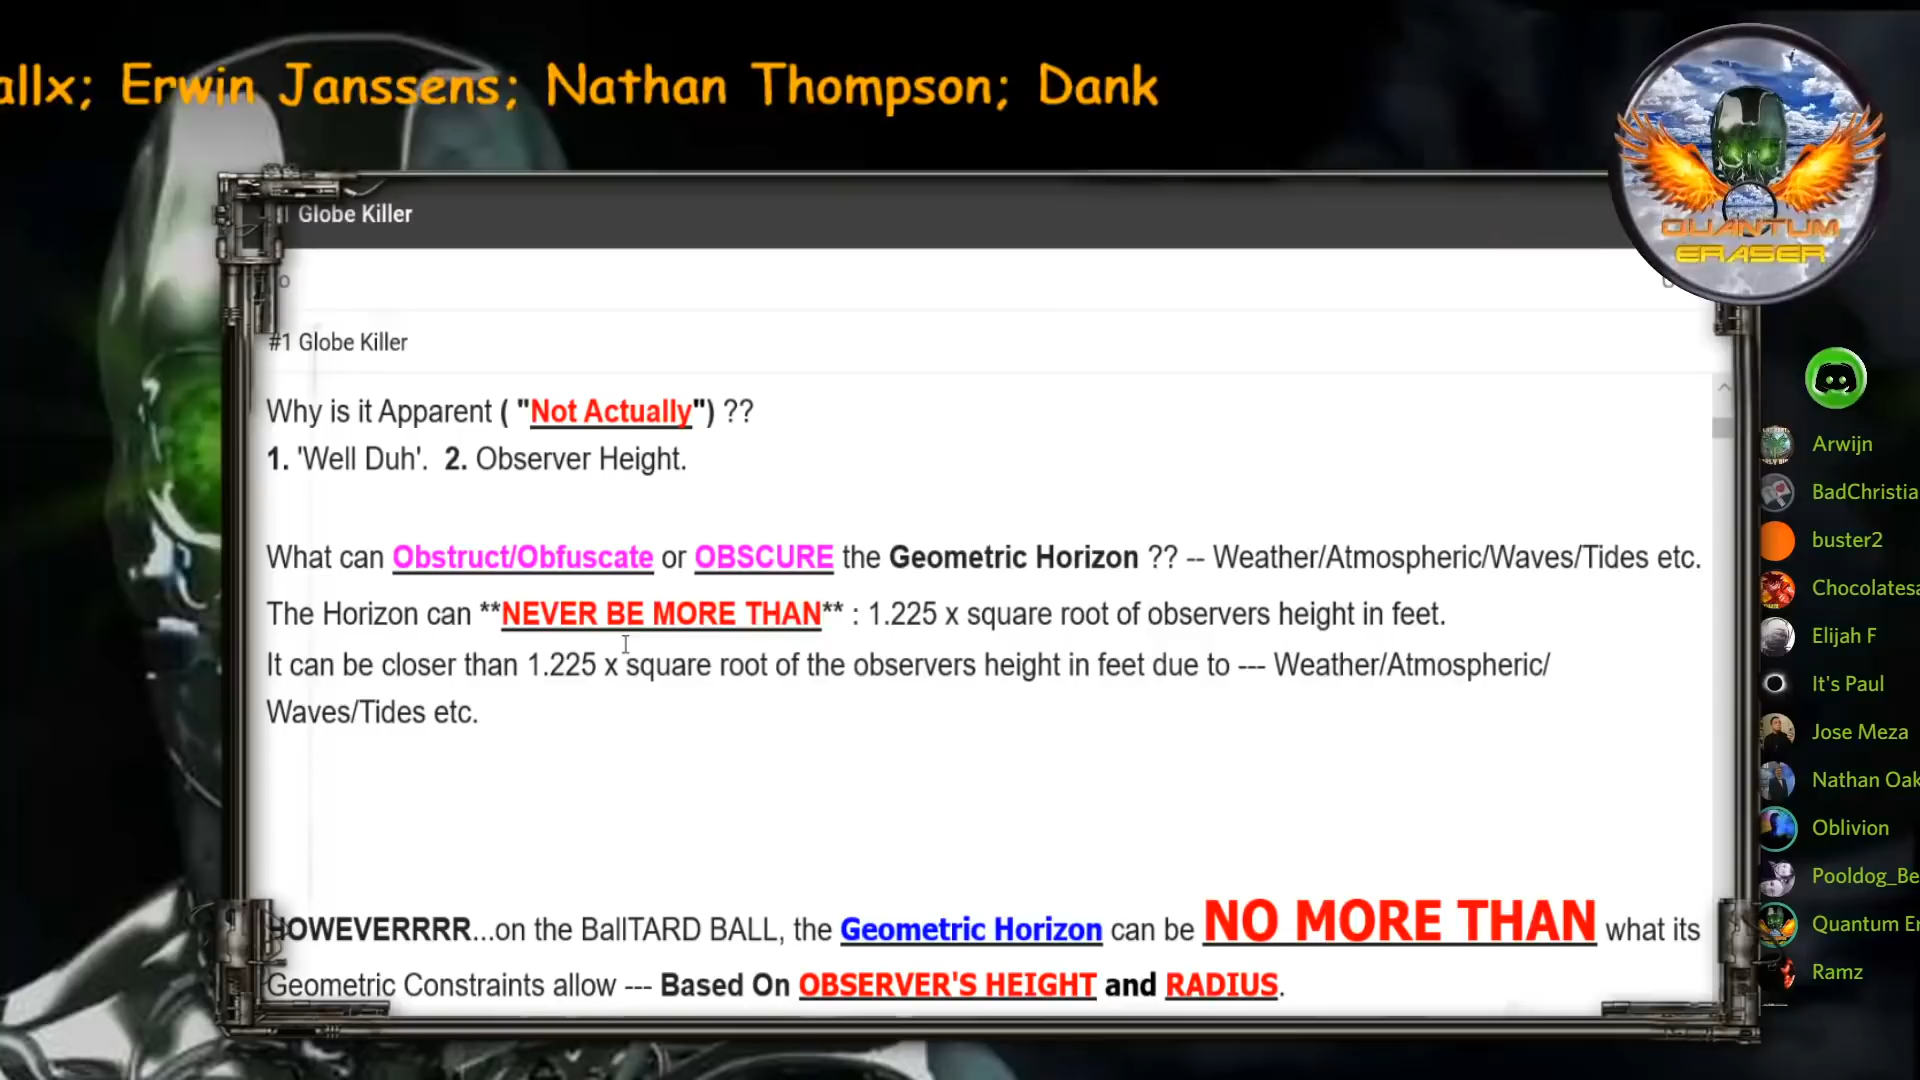 allx; Erwin Janssens; Nathan Thompson; Dank
Globe Killer
QUANTUM
ERASER
#1 Globe Killer
Why is it Apparent ( "Not Actually") ??
1. 'Well Duh'. 2. Observer Height.
What can Obstruct/Obfuscate or OBSCURE the Geometric Horizon ?? -- Weather/Atmospheric/Waves/Tides etc.
The Horizon can **NEVER BE MORE THAN** : 1.225 x square root of observers height in feet.
It can be closer than 1.225 x square root of the observers height in feet due to --- Weather/Atmospheric/
Waves/Tides etc.
HOWEVERRRR...on the BallTARD BALL, the Geometric Horizon can be NO MORE THAN what its
Geometric Constraints allow --- Based On OBSERVER'S HEIGHT and RADIUS.
Arwijn
BadChristia
buster2
Chocolatesa
Elijah F
It's Paul
Jose Meza
Nathan Oak
Oblivion
Pooldog_Be
Quantum Er
Ramz